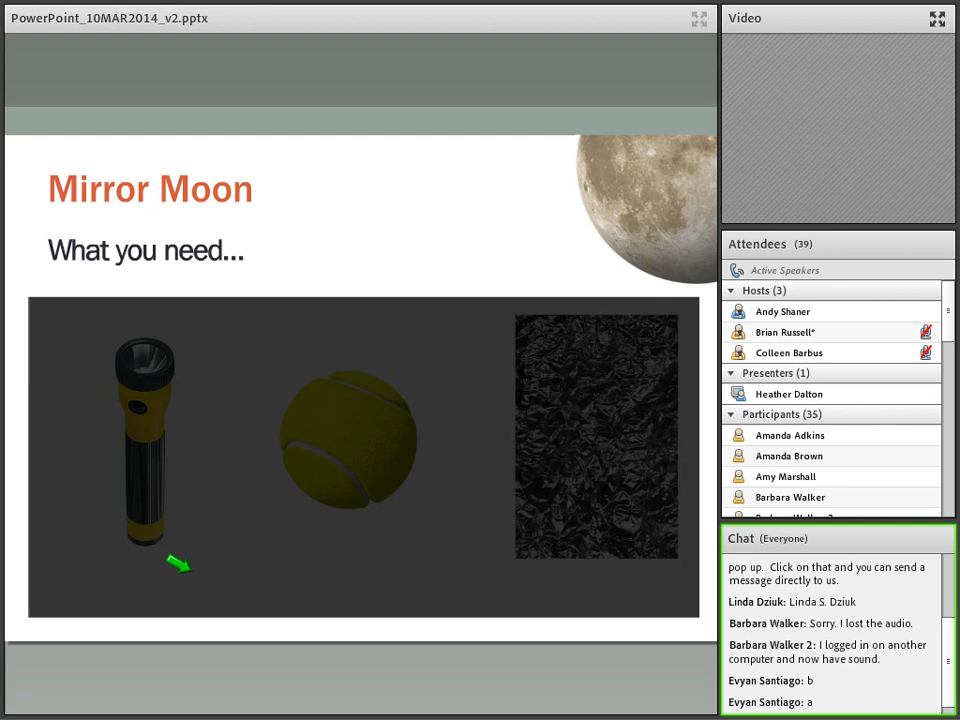 PowerPoint_10MAR2014_v2.pptx
Mirror Moon
What you need...
Video
Attendees (39)
Active Speakers
Hosts (3)
Andy Shaner
Brian Russell*
Colleen Barbus
Presenters (1)
Heather Dalton
Participants (35)
Amanda Adkins
Amanda Brown
Amy Marshall
Barbara Walker
Barbara Walker 2
Chat (Everyone)
pop up. Click on that and you can send a
message directly to us.
Linda Dziuk: Linda S. Dziuk
Barbara Walker: Sorry. I lost the audio.
Barbara Walker 2: I logged in on another
computer and now have sound.
Evyan Santiago: b
Evyan Santiago: a